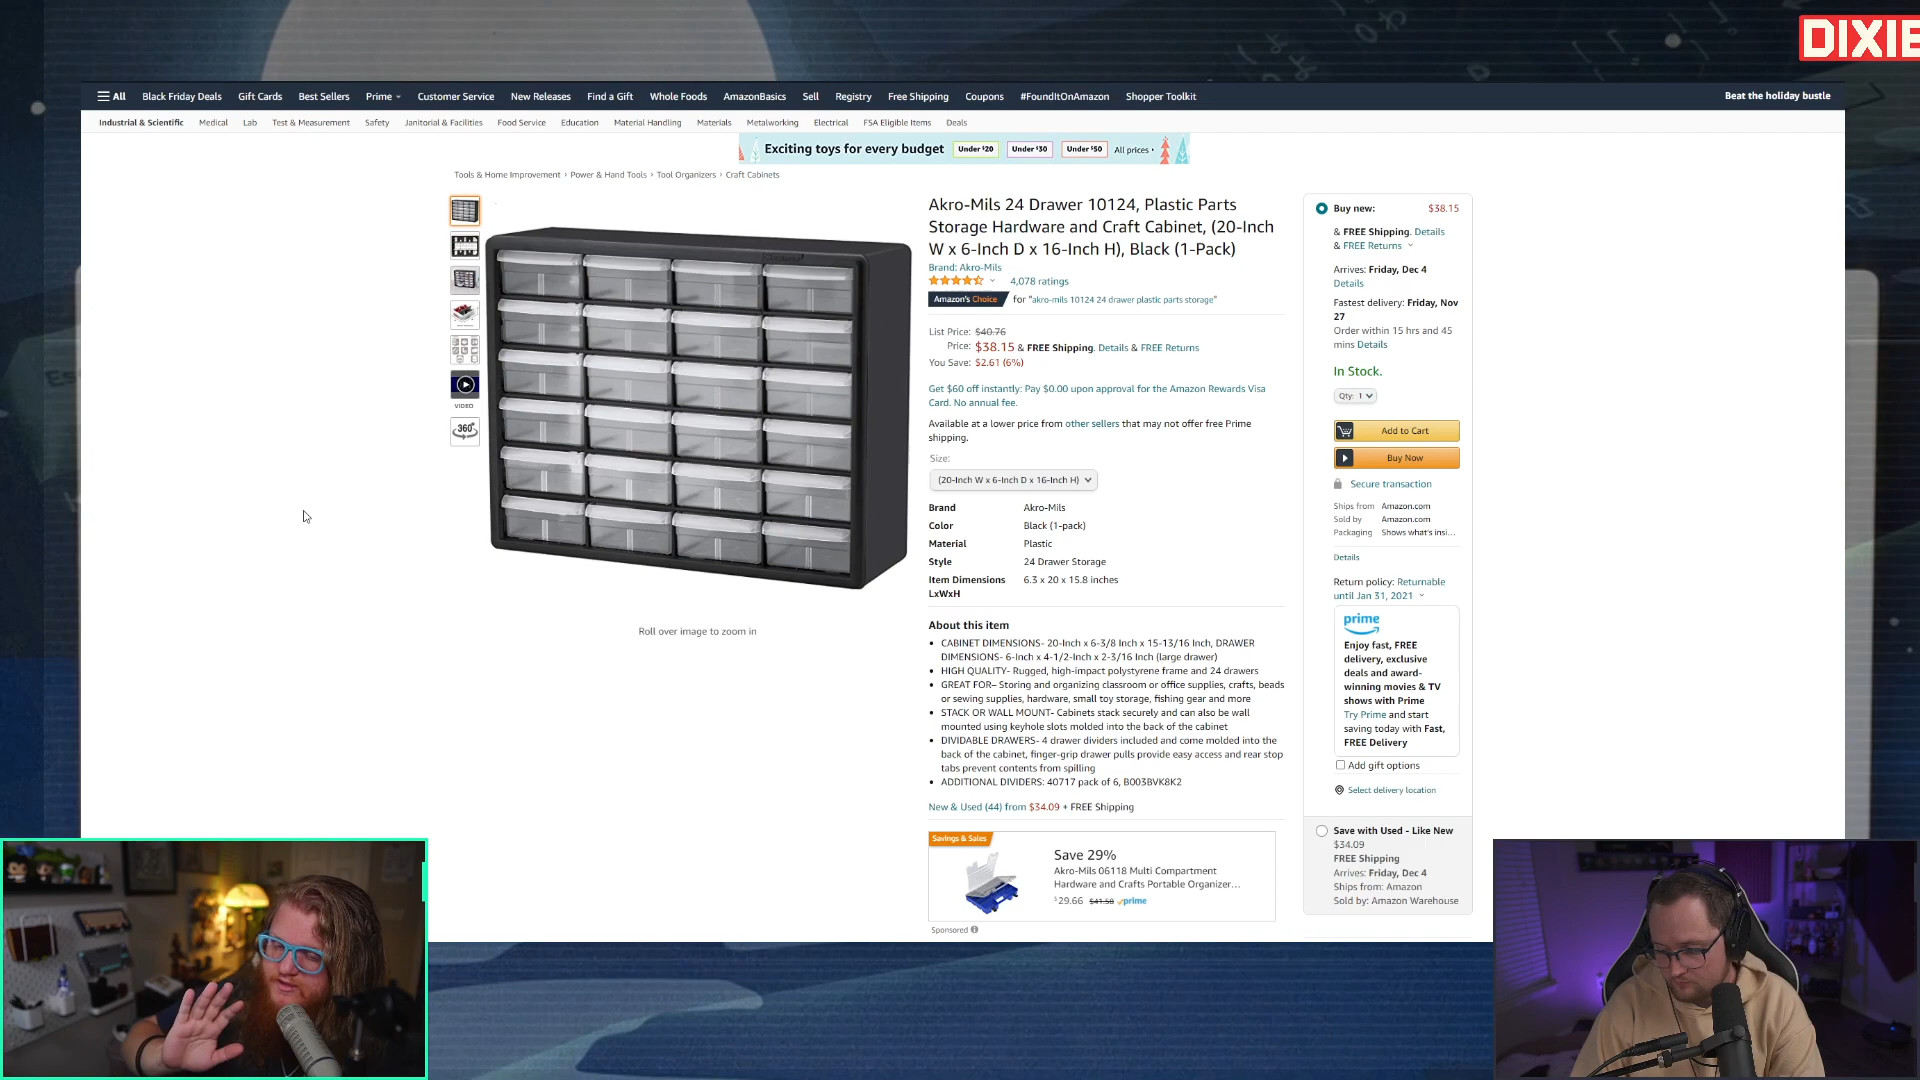 DIXIE
All Black Friday Deals Gift Cards Best Sellers Prime Customer Service New Releases Find a Gift Whole Foods AmazonBasics Sell Registry Free Shipping Coupons #FoundItOnAmazon Shopper Toolkit Beat the holiday bustle
Industrial & Scientific Medical Lab Test & Measurement Safety Janitorial & Facilities Food Service Education Material Handling Materials Metalworking Electrical FSA Eligible Items Deals
Exciting toys for every budget Under $20 Under $30 Under $50 All prices ›
Tools & Home Improvement › Power & Hand Tools › Tool Organizers › Craft Cabinets
VIDEO
360°
Roll over image to zoom in
Akro-Mils 24 Drawer 10124, Plastic Parts
Storage Hardware and Craft Cabinet, (20-Inch
W x 6-Inch D x 16-Inch H), Black (1-Pack)
Brand: Akro-Mils
4,078 ratings
Amazon's Choice for "akro-mils 10124 24 drawer plastic parts storage"
List Price: $40.76
Price: $38.15 & FREE Shipping. Details & FREE Returns
You Save: $2.61 (6%)
Get $60 off instantly: Pay $0.00 upon approval for the Amazon Rewards Visa
Card. No annual fee.
Available at a lower price from other sellers that may not offer free Prime
shipping.
Size:
(20-Inch W x 6-Inch D x 16-Inch H)
Brand Akro-Mils
Color Black (1-pack)
Material Plastic
Style 24 Drawer Storage
Item Dimensions 6.3 x 20 x 15.8 inches
LxWxH
About this item
• CABINET DIMENSIONS- 20-Inch x 6-3/8 Inch x 15-13/16 Inch, DRAWER
DIMENSIONS- 6-Inch x 4-1/2-Inch x 2-3/16 Inch (large drawer)
• HIGH QUALITY- Rugged, high-impact polystyrene frame and 24 drawers
• GREAT FOR– Storing and organizing classroom or office supplies, crafts, beads
or sewing supplies, hardware, small toy storage, fishing gear and more
• STACK OR WALL MOUNT- Cabinets stack securely and can also be wall
mounted using keyhole slots molded into the back of the cabinet
• DIVIDABLE DRAWERS- 4 drawer dividers included and come molded into the
back of the cabinet, finger-grip drawer pulls provide easy access and rear stop
tabs prevent contents from spilling
• ADDITIONAL DIVIDERS: 40717 pack of 6, B003BVK8K2
New & Used (44) from $34.09 + FREE Shipping
Savings & Sales
Save 29%
Akro-Mils 06118 Multi Compartment
Hardware and Crafts Portable Organizer...
$29.66 $41.58 prime
Sponsored
Buy new: $38.15
& FREE Shipping. Details
& FREE Returns
Arrives: Friday, Dec 4
Details
Fastest delivery: Friday, Nov
27
Order within 15 hrs and 45
mins Details
In Stock.
Qty: 1
Add to Cart
Buy Now
Secure transaction
Ships from Amazon.com
Sold by Amazon.com
Packaging Shows what's insi...
Details
Return policy: Returnable
until Jan 31, 2021
prime
Enjoy fast, FREE
delivery, exclusive
deals and award-
winning movies & TV
shows with Prime
Try Prime and start
saving today with Fast,
FREE Delivery
Add gift options
Select delivery location
Save with Used - Like New
$34.09
FREE Shipping
Arrives: Friday, Dec 4
Ships from: Amazon
Sold by: Amazon Warehouse